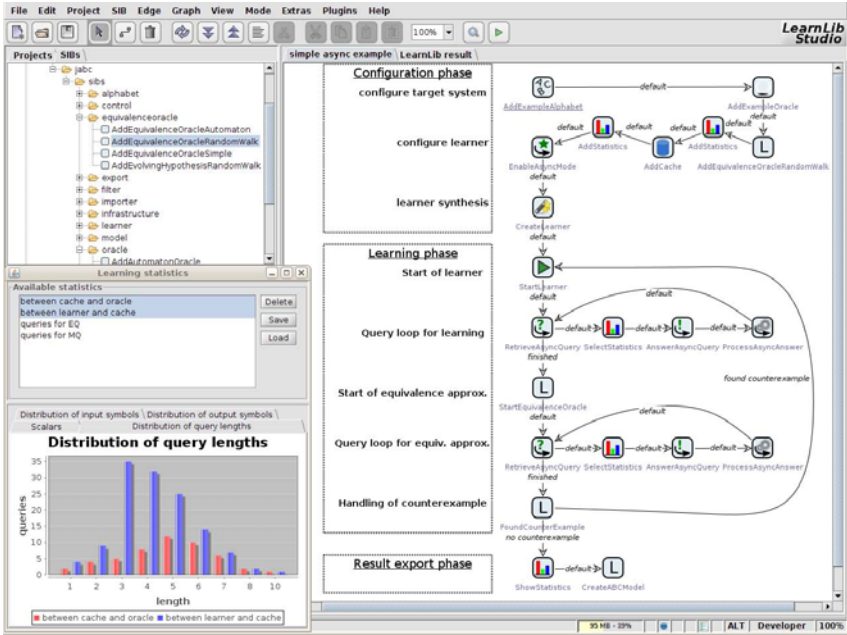 File Edit Project SIB Edge Graph View Mode Extras Plugins Help
100%
LearnLib
Studio
Projects SIBs
simple async example LearnLib result
jabc
sibs
alphabet
control
equivalenceoracle
AddEquivalenceOracleAutomaton
AddEquivalenceOracleRandomWalk
AddEquivalenceOracleSimple
AddEvolvingHypothesisRandomWalk
export
filter
importer
infrastructure
learner
model
oracle
AddAutomatonOracle
Learning statistics
Available statistics
between cache and oracle
between learner and cache
queries for EQ
queries for MQ
Delete
Save
Load
Distribution of input symbols Distribution of output symbols
Scalars Distribution of query lengths
Distribution of query lengths
queries
35
30
25
20
15
10
5
0
1 2 3 4 5 6 7 8 10
length
between cache and oracle between learner and cache
Configuration phase
configure target system
configure learner
learner synthesis
ABC
AddExampleAlphabet
default
AddExampleOracle
default
L
AddEquivalenceOracleRandomWalk
default
AddStatistics
default
AddCache
default
AddStatistics
default
EnableAsyncMode
default
CreateLearner
default
Learning phase
Start of learner
StartLearner
default
Query loop for learning
default
RetrieveAsyncQuery default SelectStatistics default AnswerAsyncQuery default ProcessAsyncAnswer
finished
found counterexample
Start of equivalence approx.
L
StartEquivalenceOracle
default
Query loop for equiv. approx.
default
RetrieveAsyncQuery default SelectStatistics default AnswerAsyncQuery default ProcessAsyncAnswer
finished
Handling of counterexample
L
FoundCounterExample
no counterexample
Result export phase
default
L
ShowStatistics CreateABCModel
95 MB - 39% ALT Developer 100%